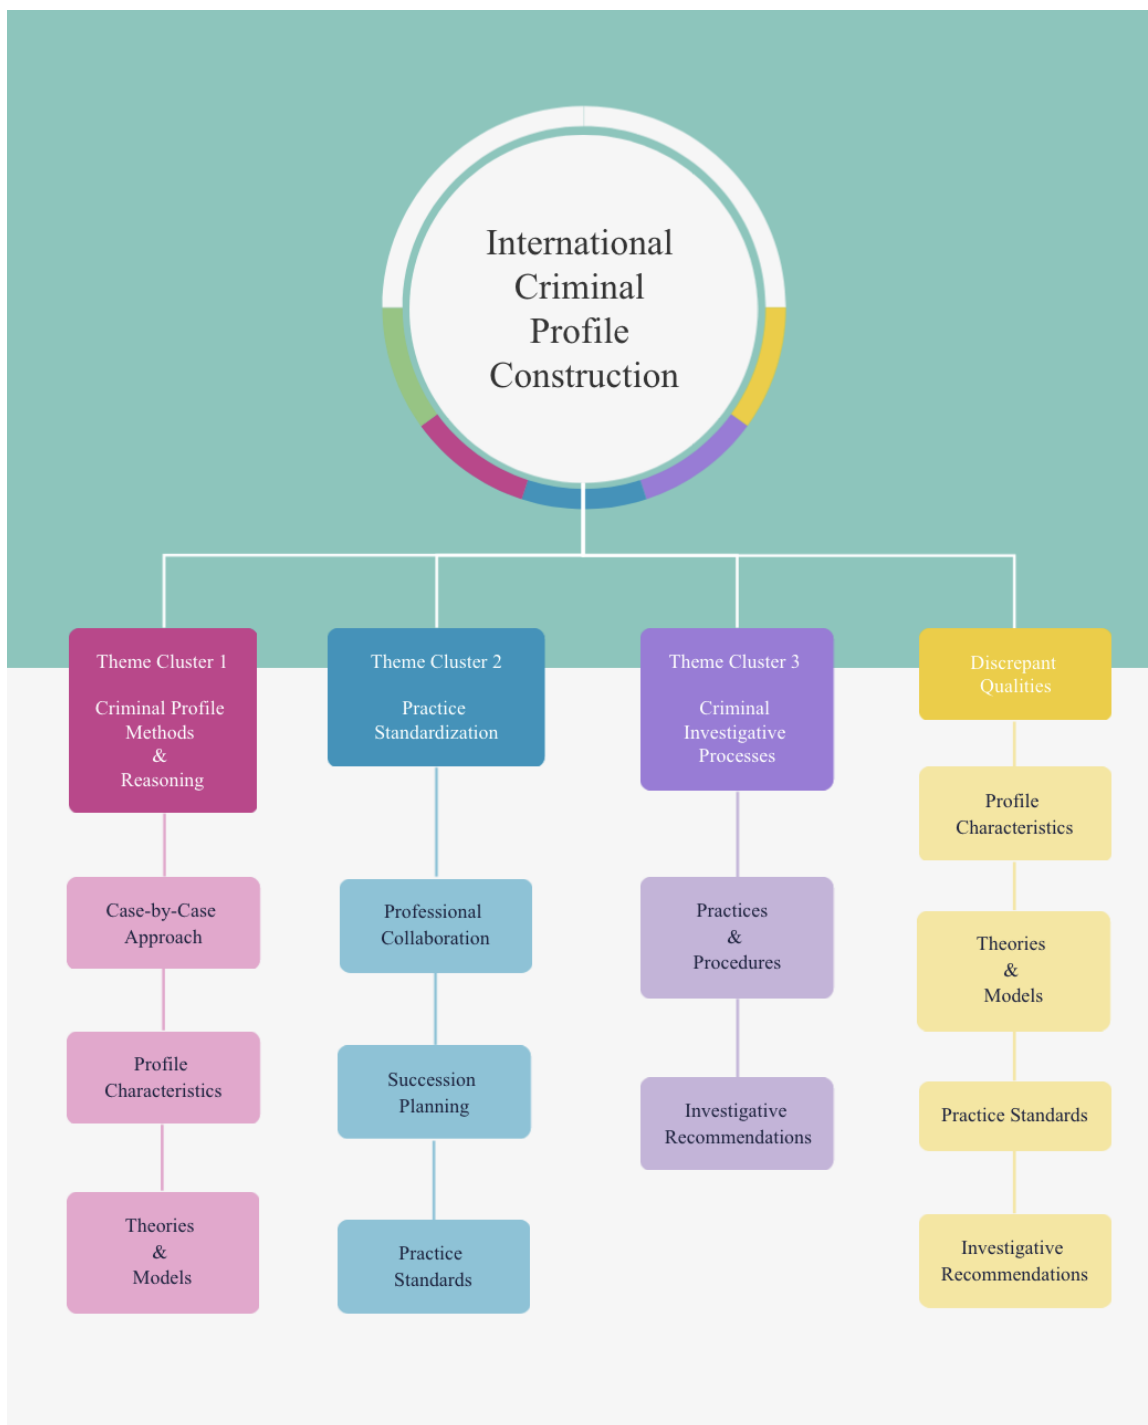 International
Criminal
Profile
Construction
Theme Cluster 1
Criminal Profile
Methods
&
Reasoning
Case-by-Case
Approach
Profile
Characteristics
Theories
&
Models
Theme Cluster 2
Practice
Standardization
Professional
Collaboration
Succession
Planning
Practice
Standards
Theme Cluster 3
Criminal
Investigative
Processes
Practices
&
Procedures
Investigative
Recommendations
Discrepant
Qualities
Profile
Characteristics
Theories
&
Models
Practice Standards
Investigative
Recommendations